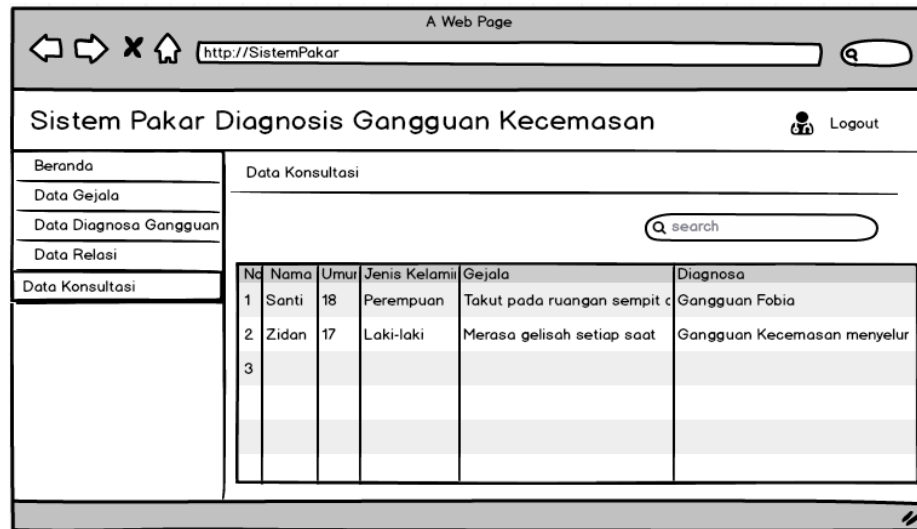 A Web Page
http://SistemPakar
Sistem Pakar Diagnosis Gangguan Kecemasan
Logout
Beranda
Data Gejala
Data Diagnosa Gangguan
Data Relasi
Data Konsultasi
Data Konsultasi
search
No Nama Umur Jenis Kelamin Gejala Diagnosa
1 Santi 18 Perempuan Takut pada ruangan sempit Gangguan Fobia
2 Zidan 17 Laki-laki Merasa gelisah setiap saat Gangguan Kecemasan menyelur
3